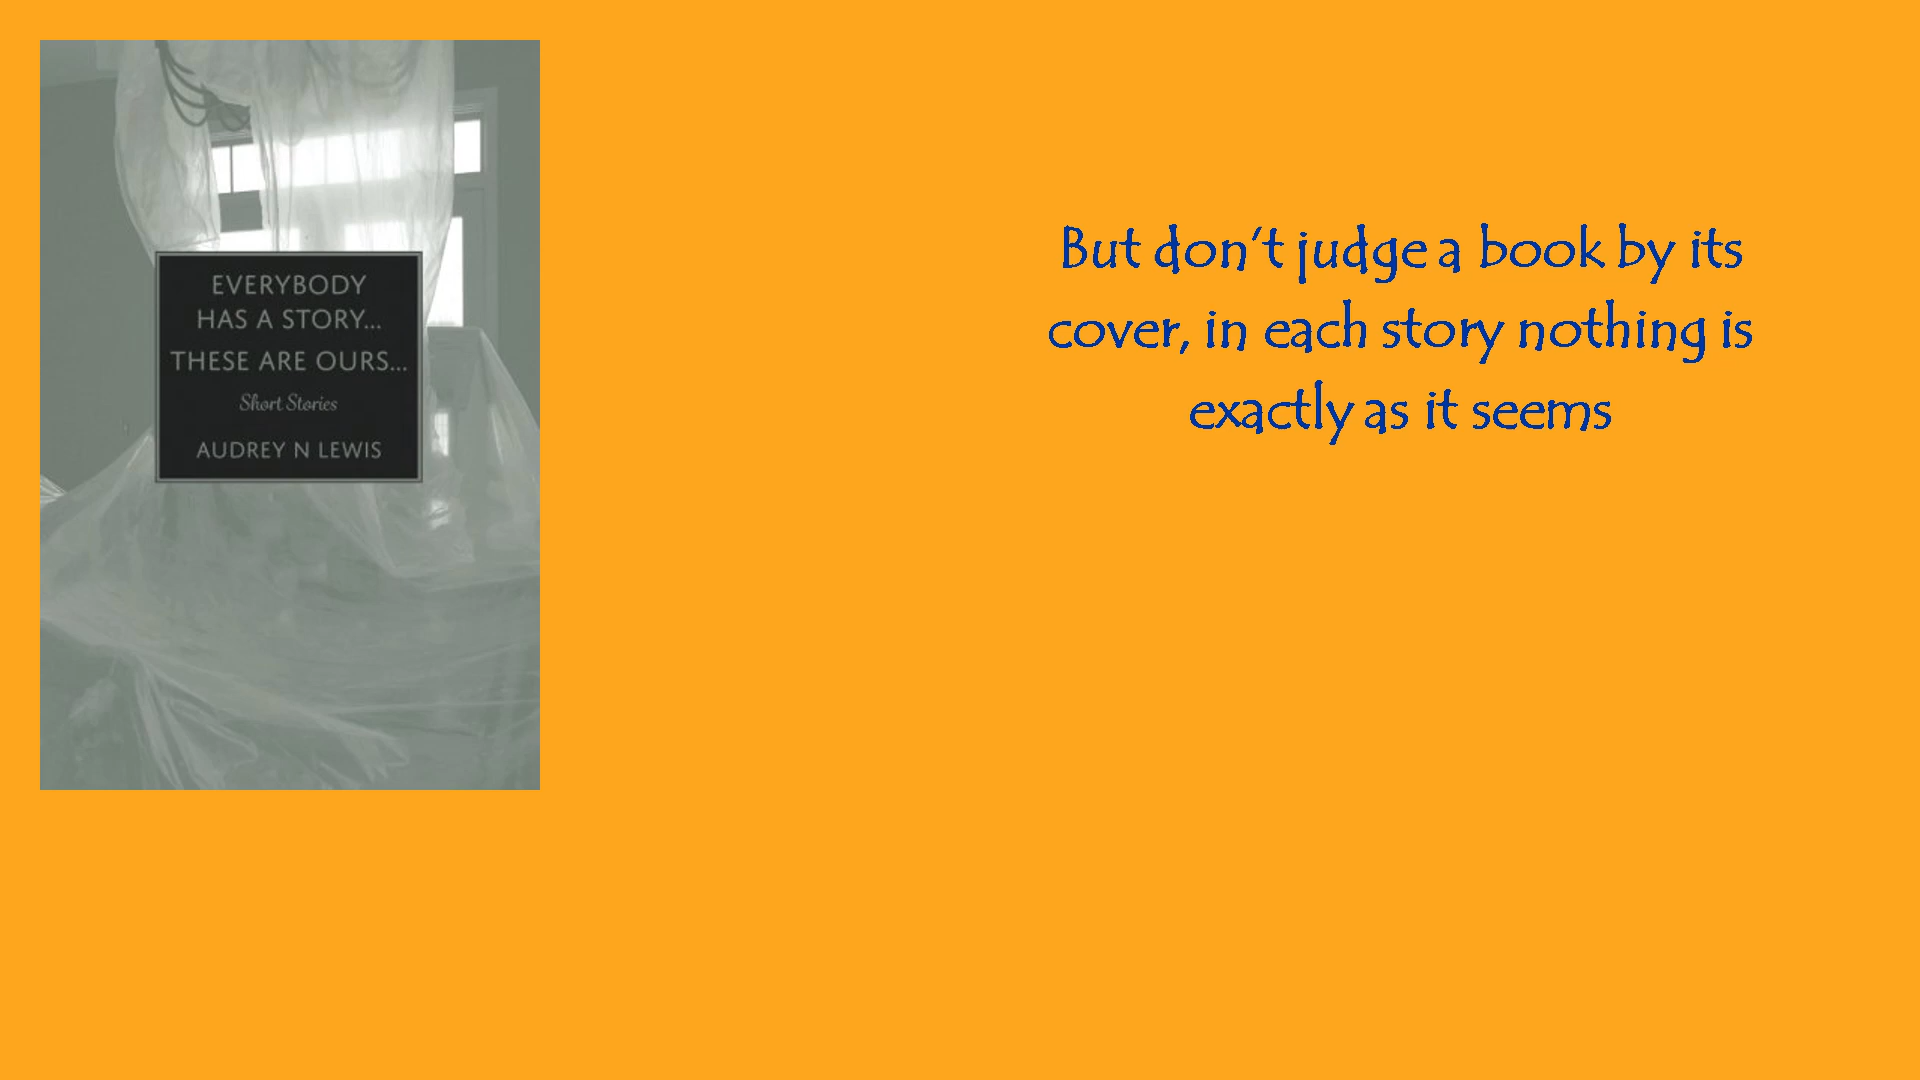 EVERYBODY
HAS A STORY...
THESE ARE OURS...
Short Stories
AUDREY N LEWIS
But don’t judge a book by its
cover, in each story nothing is
exactly as it seems